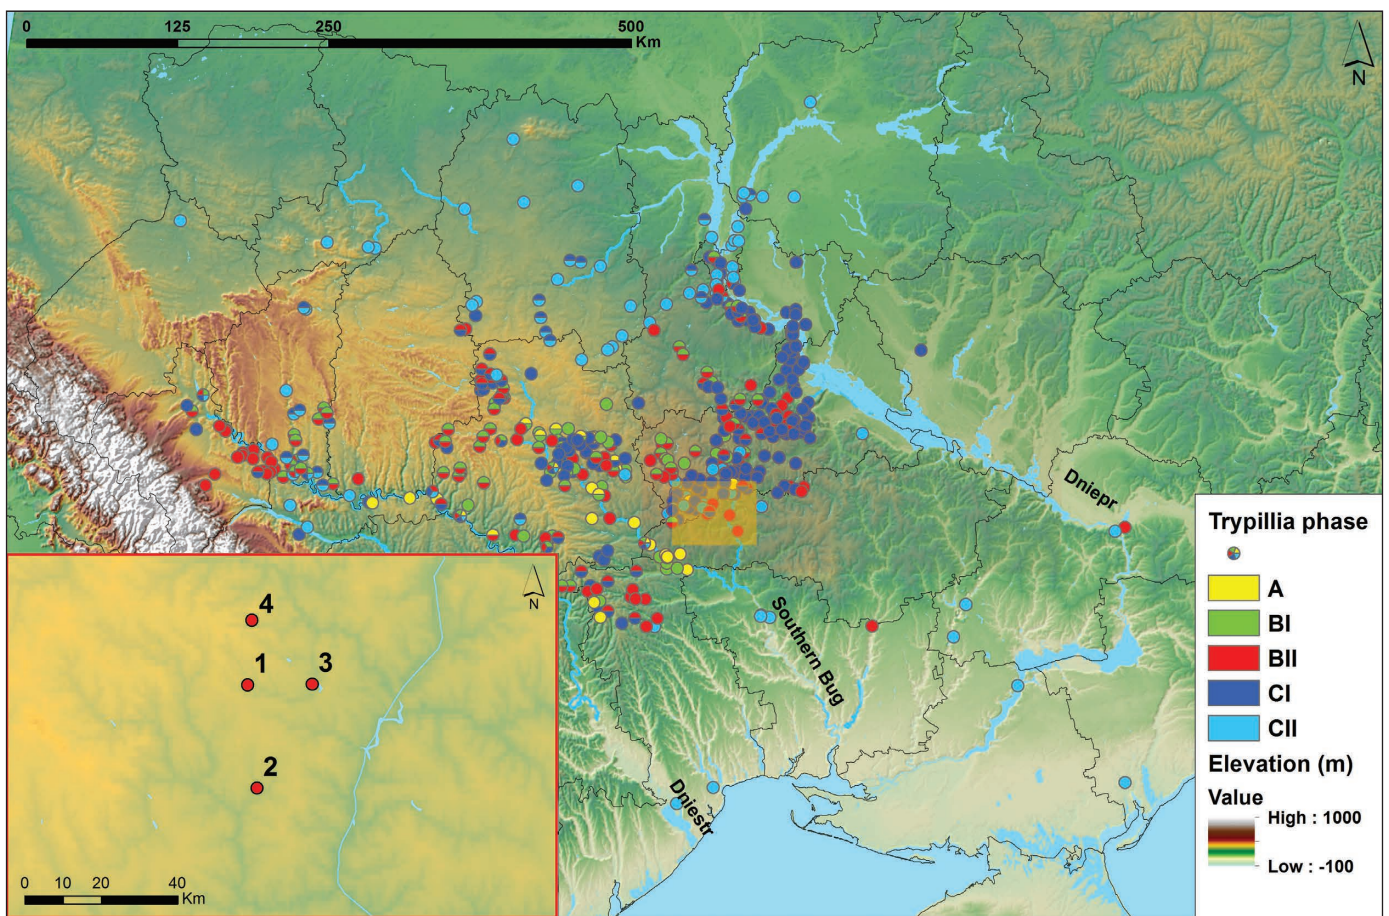 0 125 250 500
Km
N
Dniepr
Southern Bug
Dniestr
Trypillia phase
A
BI
BII
CI
CII
Elevation (m)
Value
High : 1000
Low : -100
N
4
1
3
2
0 10 20 40
Km